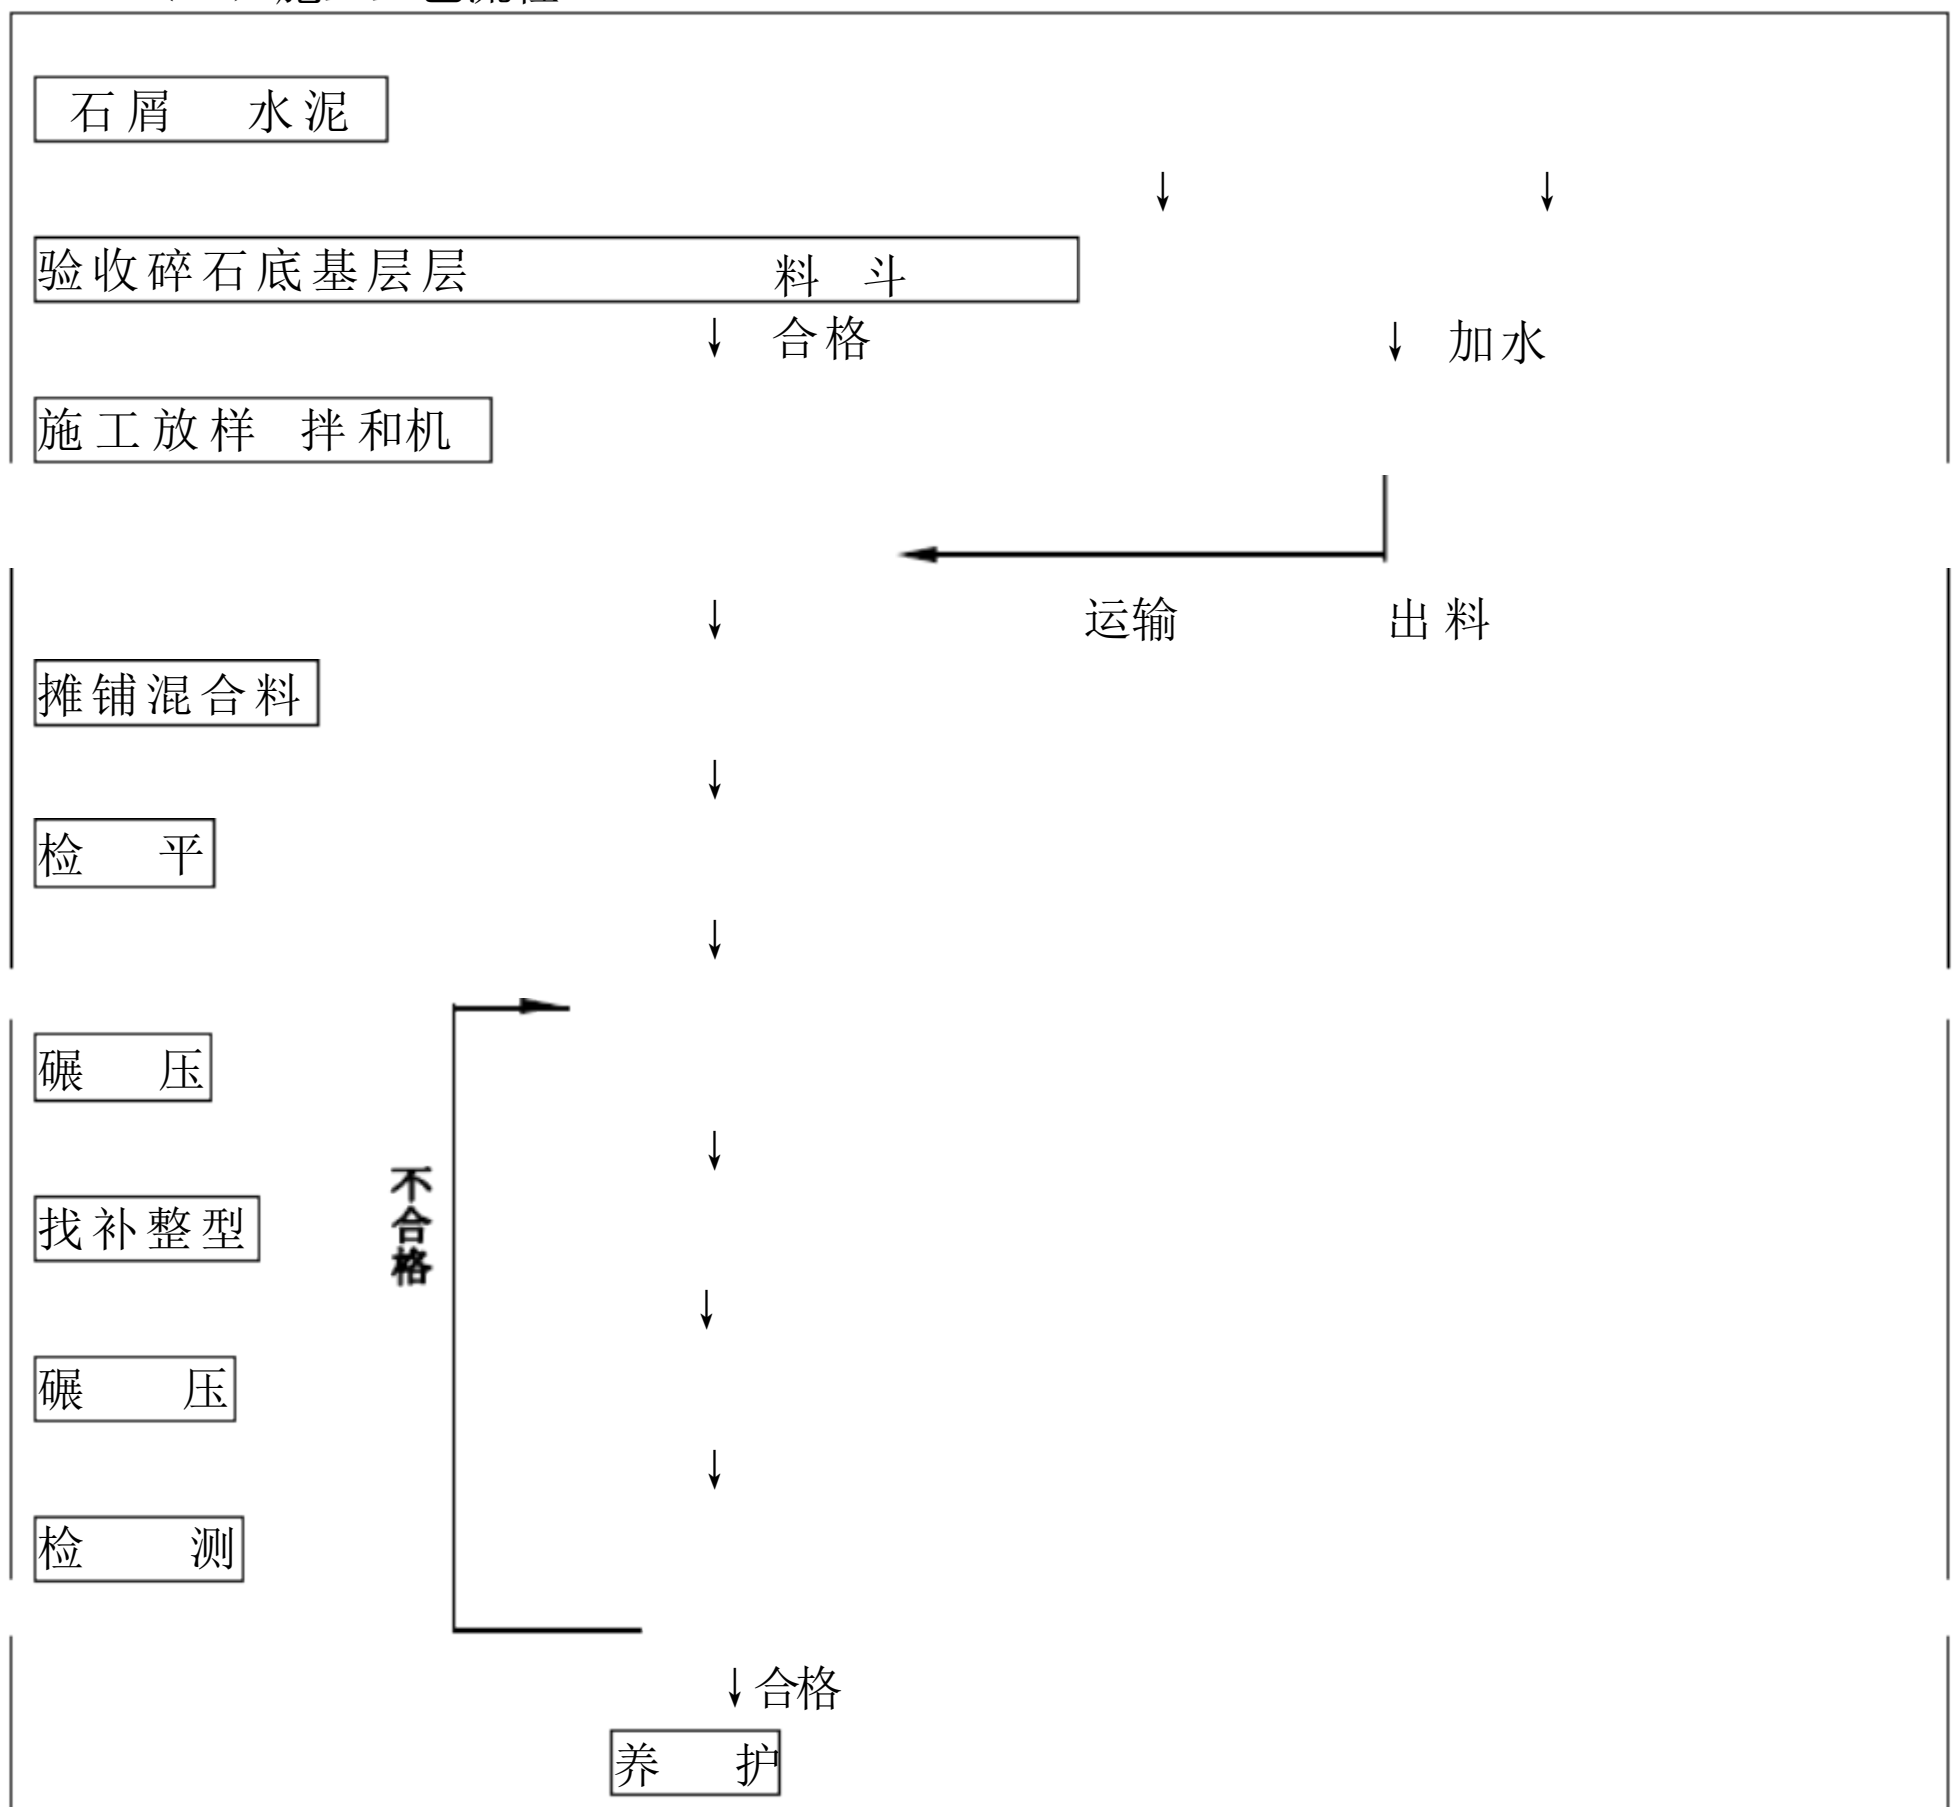 石屑 水泥
↓ ↓
验收碎石底基层层 料 斗
↓ 合格 ↓ 加水
施工放样 拌和机
↓ 运输 出料
摊铺混合料
↓
检 平
↓
碾 压
↓
不合格
找补整型
↓
碾 压
↓
检 测
↓合格
养 护